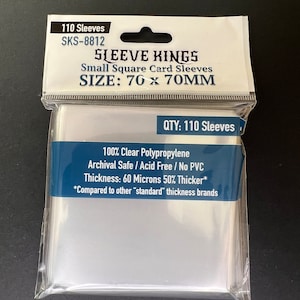 110 Sleeves
SKS-8812
SLEEVE KINGS
Small Square Card Sleeves
SIZE: 70 x 70MM
QTY: 110 Sleeves
100% Clear Polypropylene
Archival Safe / Acid Free / No PVC
Thickness: 60 Microns 50% Thicker*
*Compared to other "standard" thickness brands